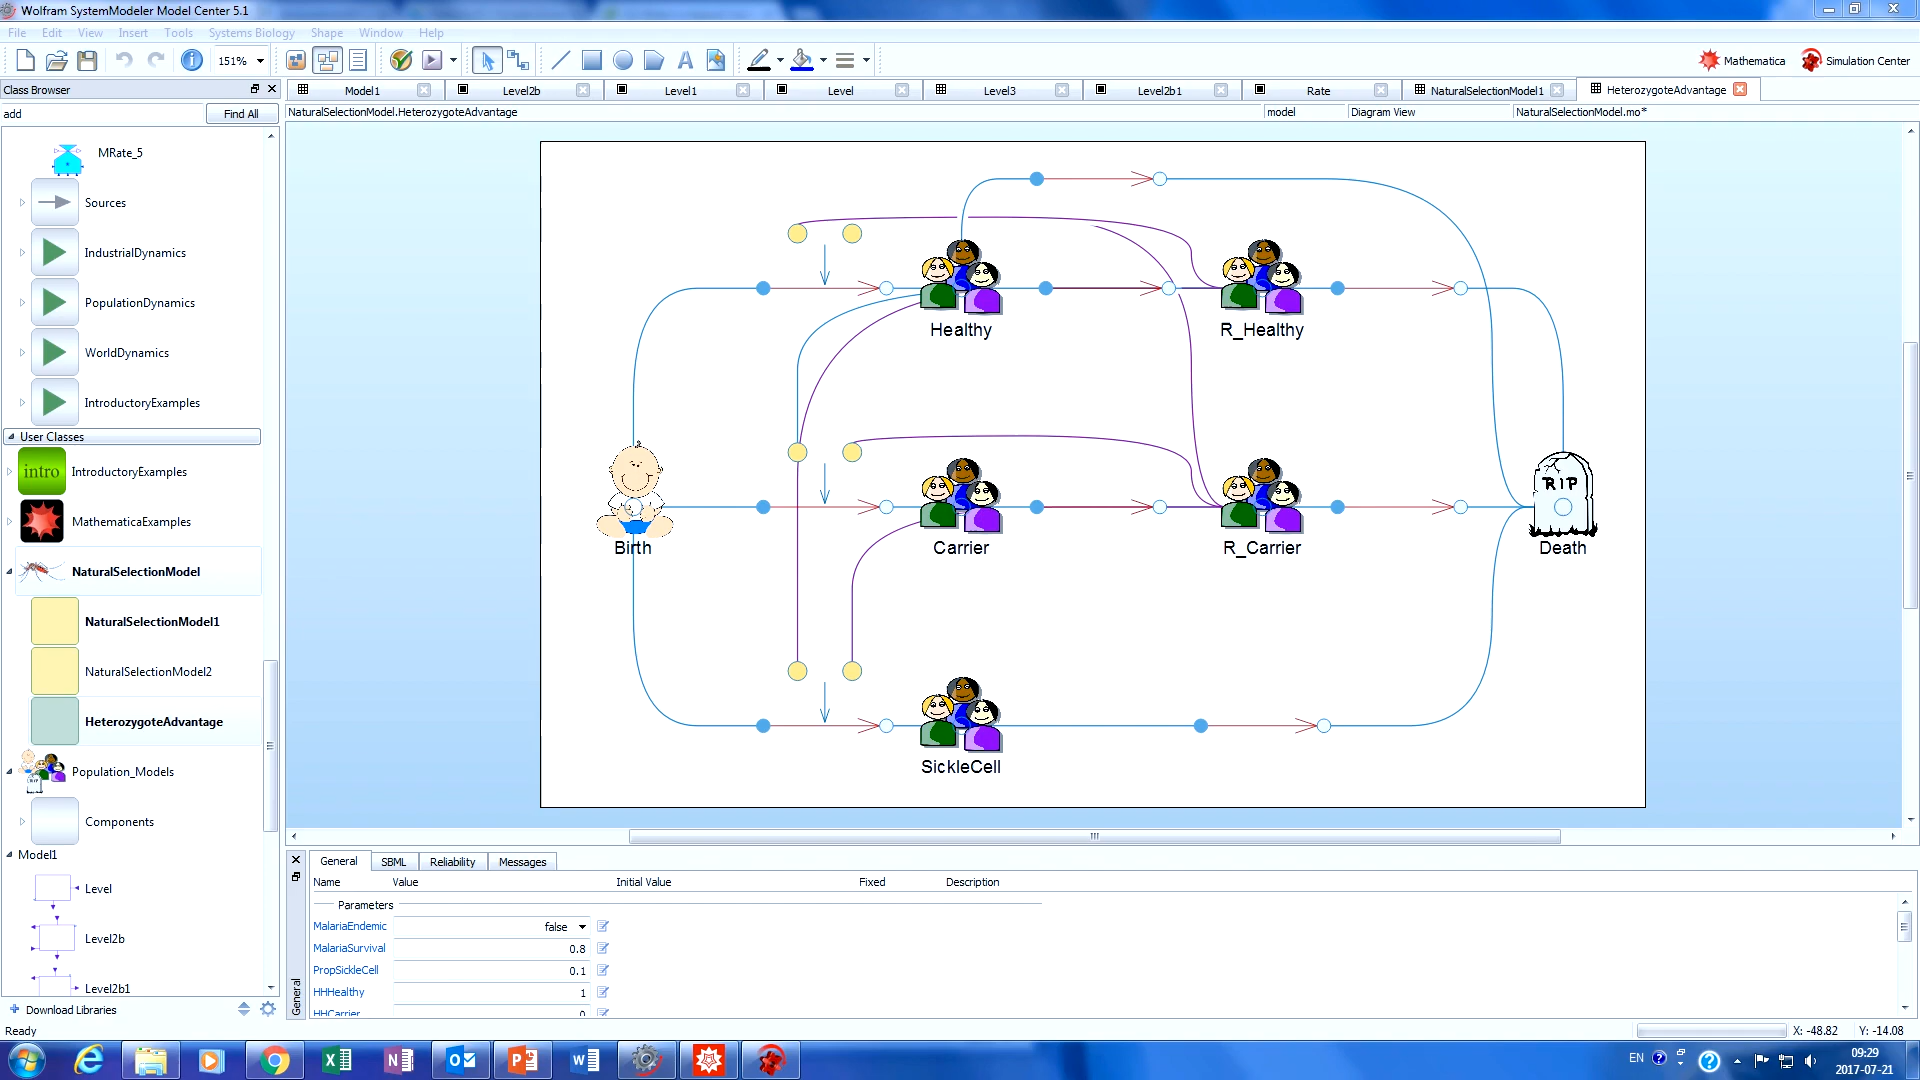 Wolfram SystemModeler Model Center 5.1
File Edit View Insert Tools Systems Biology Shape Window Help
151%
A
Mathematica
Simulation Center
Class Browser
Model1 Level2b Level1 Level Level3 Level2b1 Rate NaturalSelectionModel1 HeterozygoteAdvantage
add Find All
NaturalSelectionModel.HeterozygoteAdvantage model Diagram View NaturalSelectionModel.mo*
MRate_5
Sources
IndustrialDynamics
PopulationDynamics
WorldDynamics
IntroductoryExamples
User Classes
intro IntroductoryExamples
MathematicaExamples
NaturalSelectionModel
NaturalSelectionModel1
NaturalSelectionModel2
HeterozygoteAdvantage
Population_Models
Components
Model1
Level
Level2b
Level2b1
Download Libraries
Healthy R_Healthy
RIP
Birth Carrier R_Carrier Death
SickleCell
General SBML Reliability Messages
Name Value Initial Value Fixed Description
Parameters
MalariaEndemic false
MalariaSurvival 0.8
PropSickleCell 0.1
HHHealthy 1
HHCarrier 0
General
Ready
X: -48.82 Y: -14.08
EN
09:29
2017-07-21